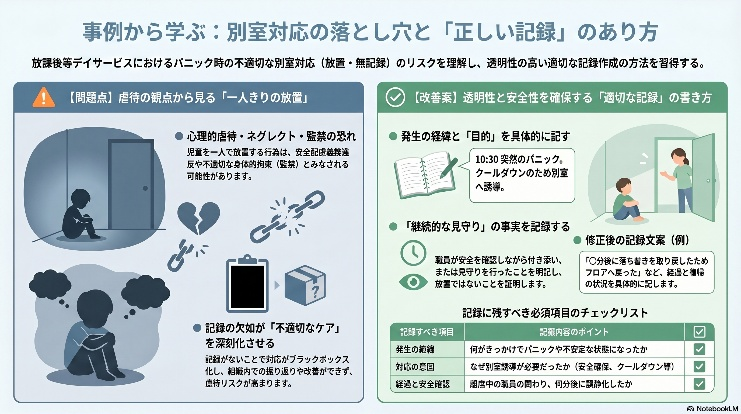 事例から学ぶ：別室対応の落とし穴と「正しい記録」のあり方
放課後等デイサービスにおけるパニック時の不適切な別室対応（放置・無記録）のリスクを理解し、透明性の高い適切な記録作成の方法を習得する。
【問題点】虐待の観点から見る「一人きりの放置」
心理的虐待・ネグレクト・監禁の恐れ
児童を一人で放置する行為は、安全配慮義務違
反や不適切な身体的拘束（監禁）とみなされる
可能性があります。
記録の欠如が「不適切なケア」
を深刻化させる
記録がないことで対応がブラックボックス
化し、組織内での振り返りや改善ができず、
虐待リスクが高まります。
【改善案】透明性と安全性を確保する「適切な記録」の書き方
発生の経緯と「目的」を具体的に記す
10:30 突然のパニック。
クールダウンのため別室
へ誘導。
「継続的な見守り」の事実を記録する
職員が安全を確認しながら付き添い、
または見守りを行ったことを明記し、
放置ではないことを証明します。
修正後の記録文案（例）
「〇分後に落ち着きを取り戻したため
フロアへ戻った」など、経過と
の状況を具体的に記します。
記録に残すべき必須項目のチェックリスト
記録すべき項目 記載内容のポイント
発生の 何がきっかけでパニックや不安定な状態になったか
対応の意図 なぜ別室誘導が必要だったか（安全確保、クールダウン等）
経過と安全確認 離席中の職員の関わり、何分後に鎮静化したか
NotebookLM